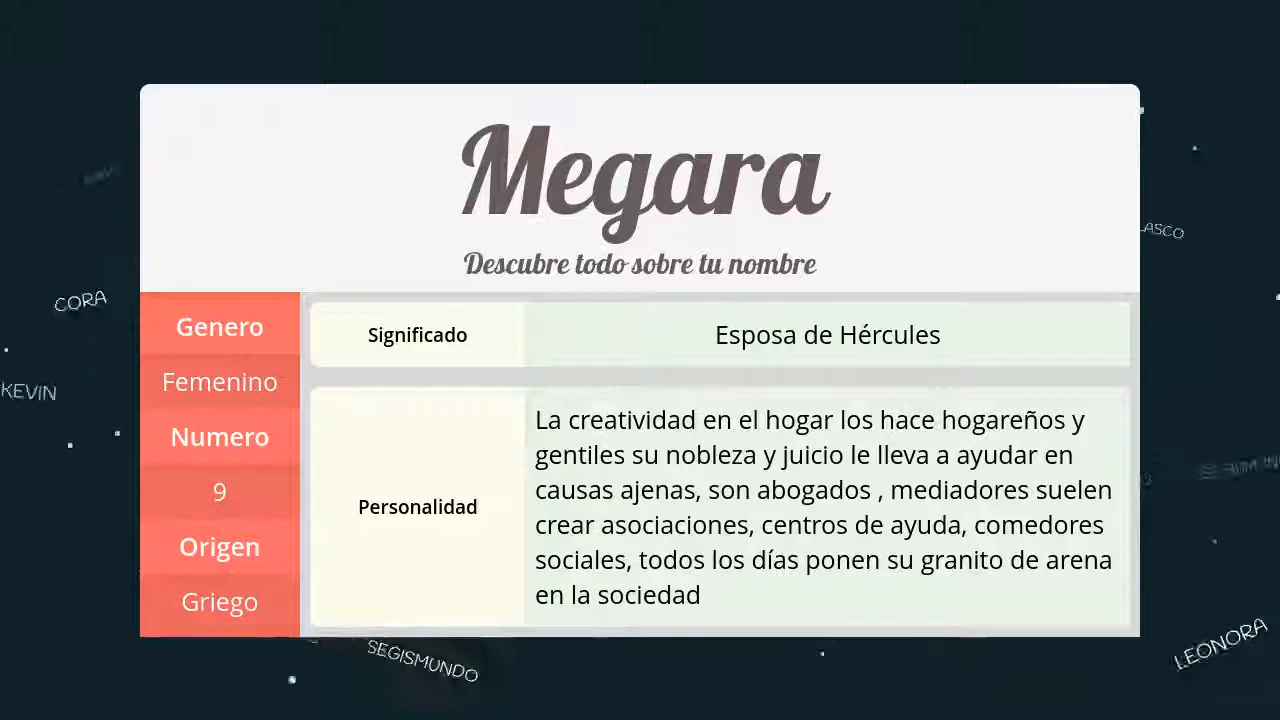 Megara
Descubre todo sobre tu nombre
Genero
Femenino
Numero
9
Origen
Griego
Significado
Esposa de Hércules
Personalidad
La creatividad en el hogar los hace hogareños y
gentiles su nobleza y juicio le lleva a ayudar en
causas ajenas, son abogados , mediadores suelen
crear asociaciones, centros de ayuda, comedores
sociales, todos los días ponen su granito de arena
en la sociedad
CORA
KEVIN
ASCO
SEGISMUNDO
LEONORA